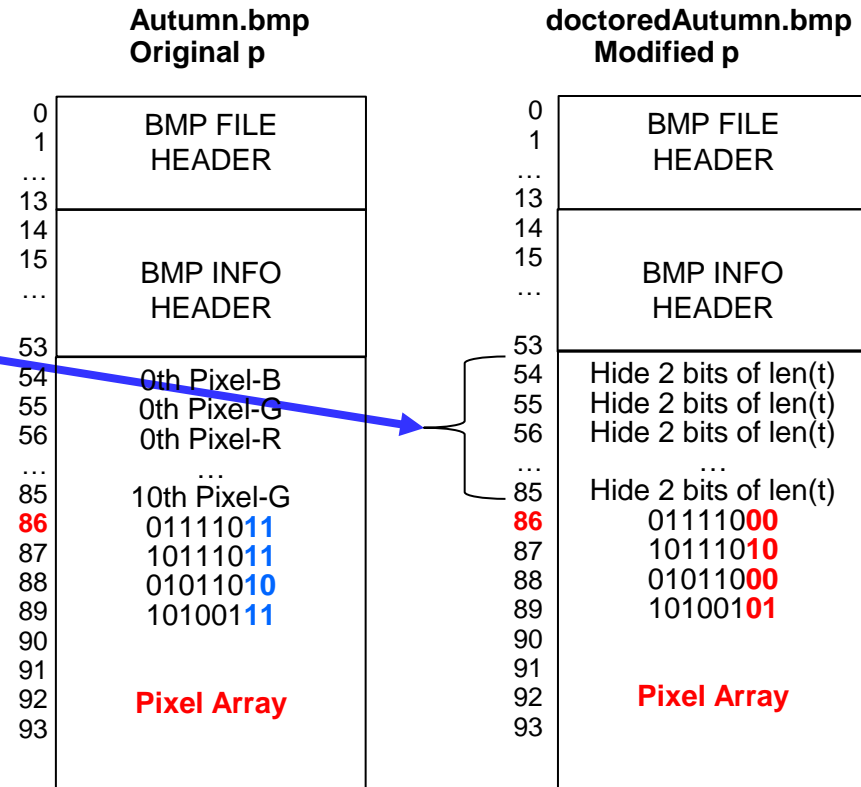 Autumn.bmp
Original p
0
1
…
13
14
15
…
53
54
55
56
…
85
86
87
88
89
90
91
92
93
BMP FILE
HEADER
BMP INFO
HEADER
0th Pixel-B
0th Pixel-G
0th Pixel-R
…
10th Pixel-G
01111011
10111011
01011010
10100111
Pixel Array
doctoredAutumn.bmp
Modified p
0
1
…
13
14
15
…
53
54
55
56
…
85
86
87
88
89
90
91
92
93
BMP FILE
HEADER
BMP INFO
HEADER
Hide 2 bits of len(t)
Hide 2 bits of len(t)
Hide 2 bits of len(t)
…
Hide 2 bits of len(t)
01111000
10111010
01011000
10100101
Pixel Array